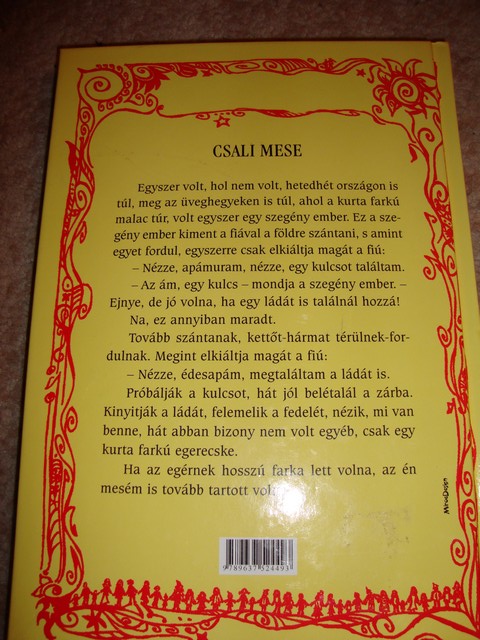 CSALI MESE
Egyszer volt, hol nem volt, hetedhét országon is
túl, meg az üveghegyeken is túl, ahol a kurta farkú
malac túr, volt egyszer egy szegény ember. Ez a sze-
gény ember kiment a fiával a földre szántani, s amint
egyet fordul, egyszerre csak elkiáltja magát a fiú:
– Nézze, apámuram, nézze, egy kulcsot találtam.
– Az ám, egy kulcs – mondja a szegény ember. –
Ejnye, de jó volna, ha egy ládát is találnál hozzá!
Na, ez annyiban maradt.
Tovább szántanak, kettőt-hármat térülnek-for-
dulnak. Megint elkiáltja magát a fiú:
– Nézze, édesapám, megtaláltam a ládát is.
Próbálják a kulcsot, hát jól belétalál a zárba.
Kinyitják a ládát, felemelik a fedelét, nézik, mi van
benne, hát abban bizony nem volt egyéb, csak egy
kurta farkú egerecske.
Ha az egérnek hosszú farka lett volna, az én
mesém is tovább tartott
9789637324493